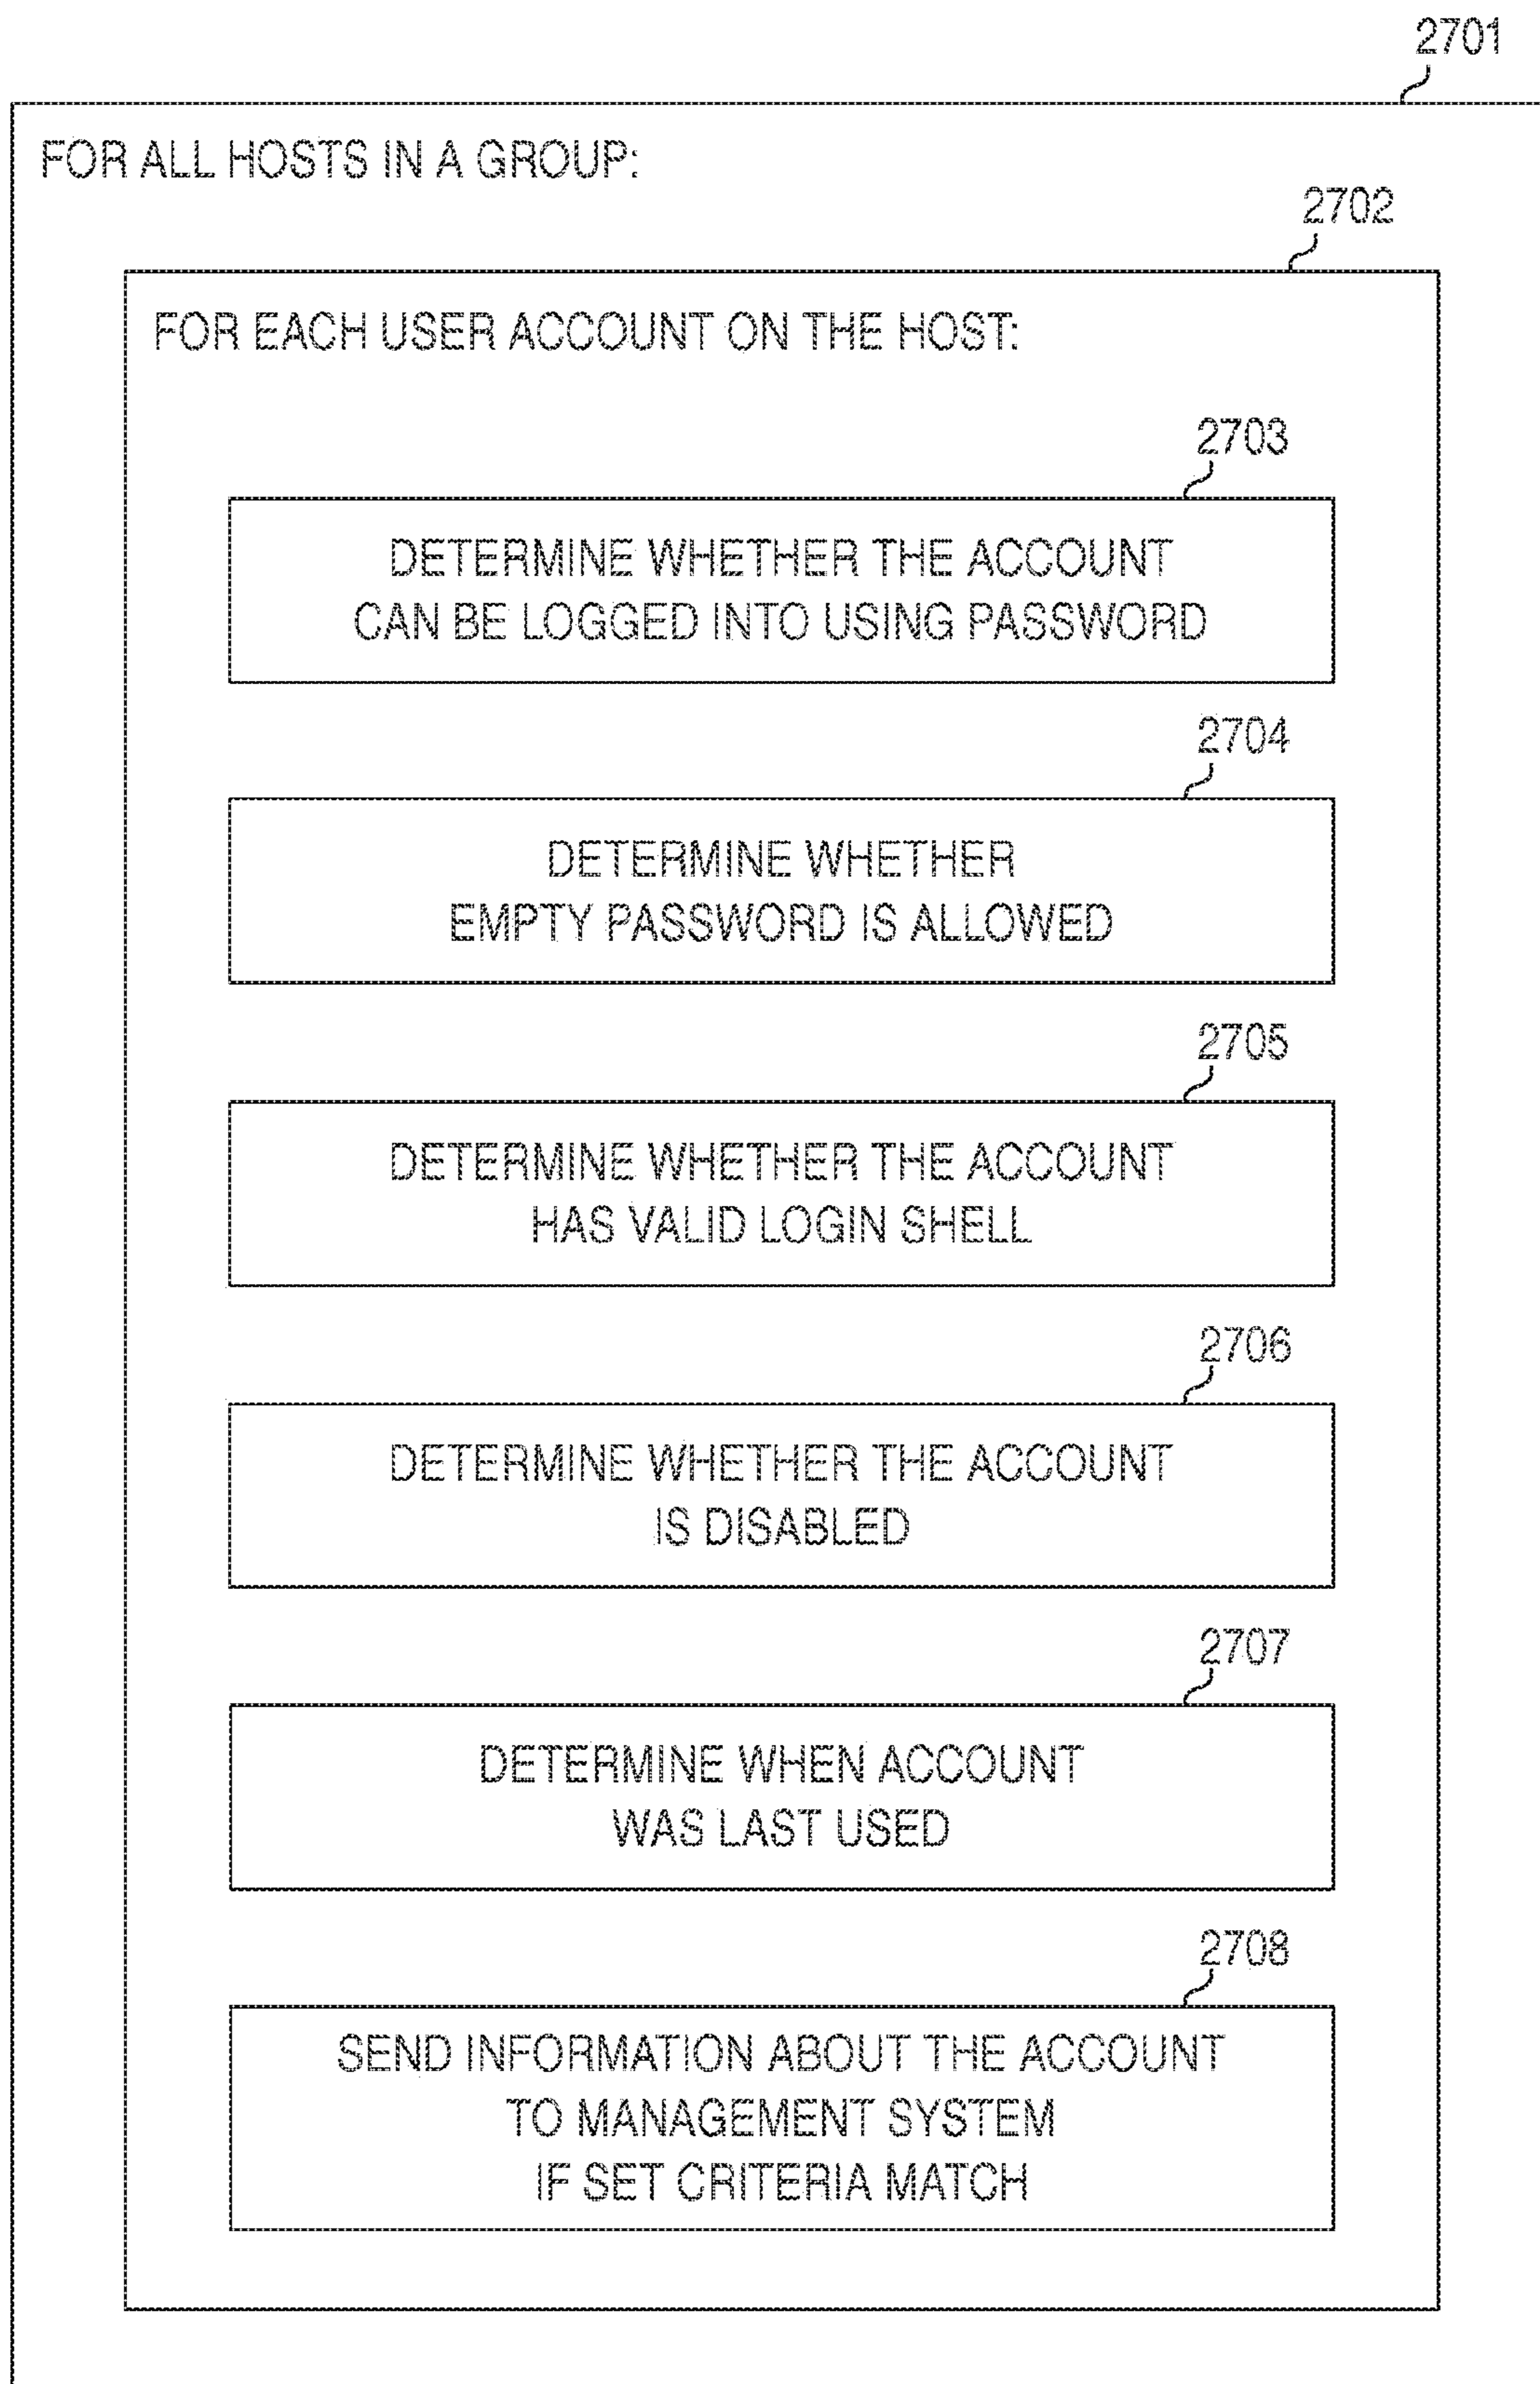 2701
FOR ALL HOSTS IN A GROUP:
2702
FOR EACH USER ACCOUNT ON THE HOST:
2703
DETERMINE WHETHER THE ACCOUNT
CAN BE LOGGED INTO USING PASSWORD
2704
DETERMINE WHETHER
EMPTY PASSWORD IS ALLOWED
2705
DETERMINE WHETHER THE ACCOUNT
HAS VALID LOGIN SHELL
2706
DETERMINE WHETHER THE ACCOUNT
IS DISABLED
2707
DETERMINE WHEN ACCOUNT
WAS LAST USED
2708
SEND INFORMATION ABOUT THE ACCOUNT
TO MANAGEMENT SYSTEM
IF SET CRITERIA MATCH